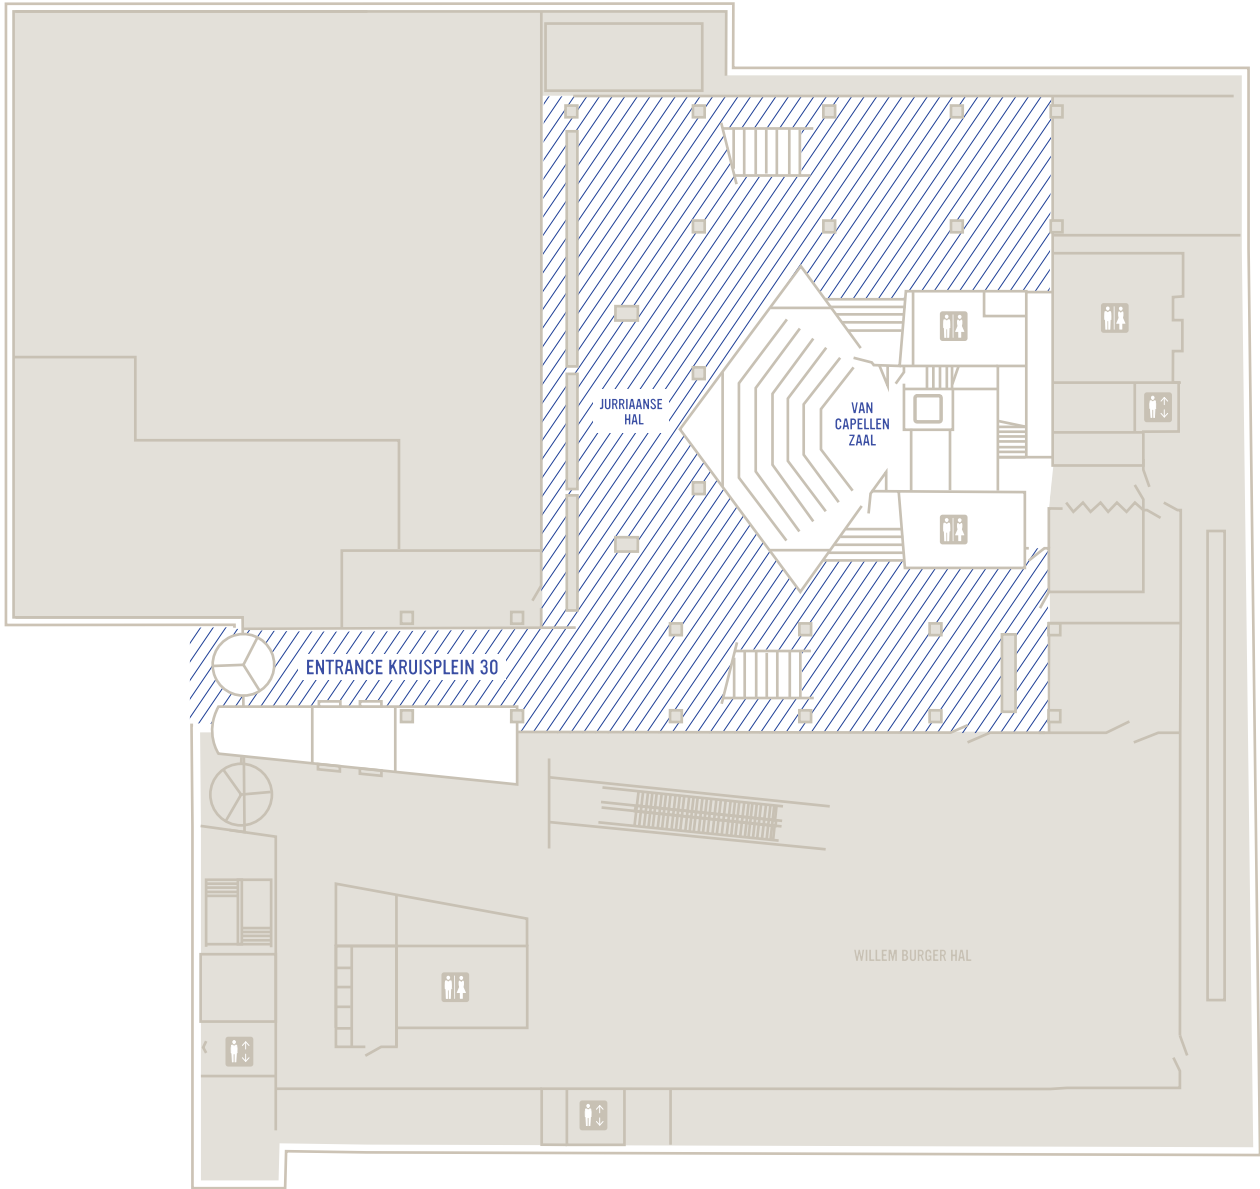 JURRIAANSE
HAL
VAN
CAPELLEN
ZAAL
ENTRANCE KRUISPLEIN 30
WILLEM BURGER HAL